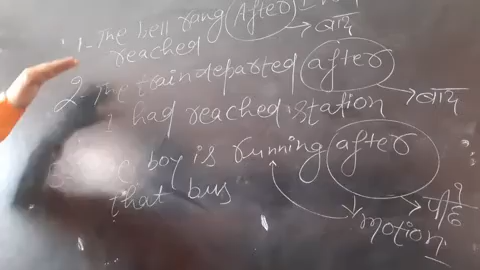 1- The bell rang After
reached
→ बाद
2- The train departed after
I had reached station
→ बाद
boy is running after
that bus
→ पीछे
motion